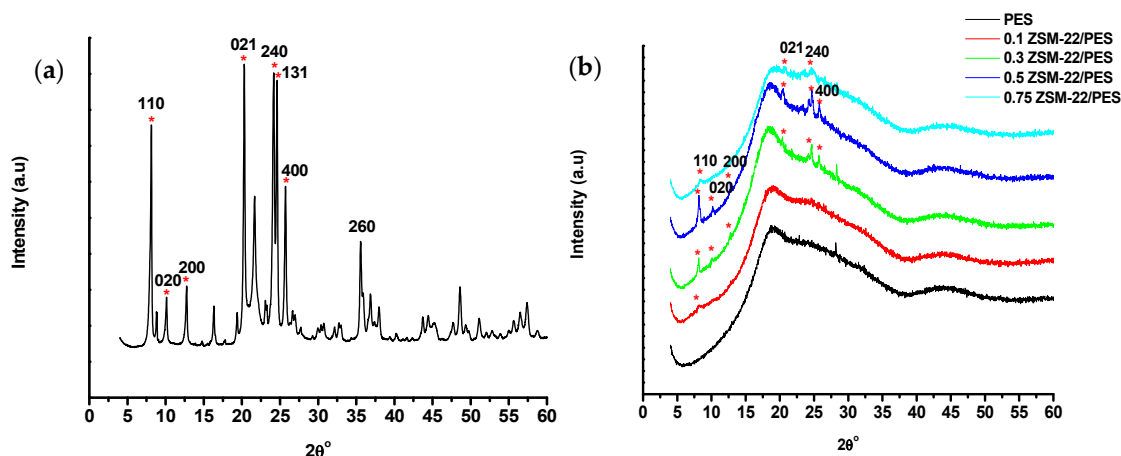 (a)
021
240
131
110
400
020
200
260
Intensity (a.u)
0 5 10 15 20 25 30 35 40 45 50 55 60
2θ°
(b)
PES
0.1 ZSM-22/PES
0.3 ZSM-22/PES
0.5 ZSM-22/PES
0.75 ZSM-22/PES
021
240
400
110
200
020
Intensity (a.u)
0 5 10 15 20 25 30 35 40 45 50 55 60
2θ°